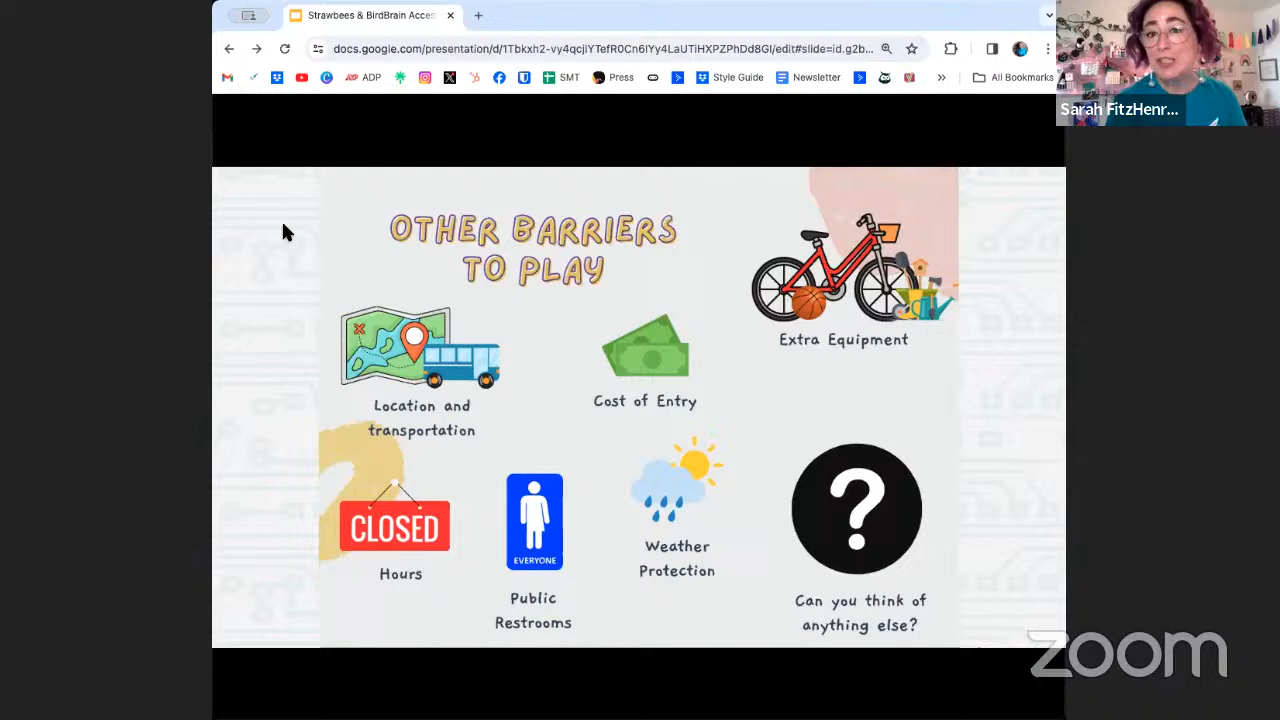 Strawbees & BirdBrain Acces
docs.google.com/presentation/d/1Tbkxh2-vy4qcjiYTefR0Cn6lYy4LaUTiHXPZPhDd8GI/edit#slide=id.g2b...
ADP
SMT
Press
Style Guide
Newsletter
»
All Bookmarks
Sarah FitzHenr...
OTHER BARRIERS
TO PLAY
Extra Equipment
Location and
transportation
Cost of Entry
CLOSED
Hours
EVERYONE
Public
Restrooms
Weather
Protection
?
Can you think of
anything else?
zoom